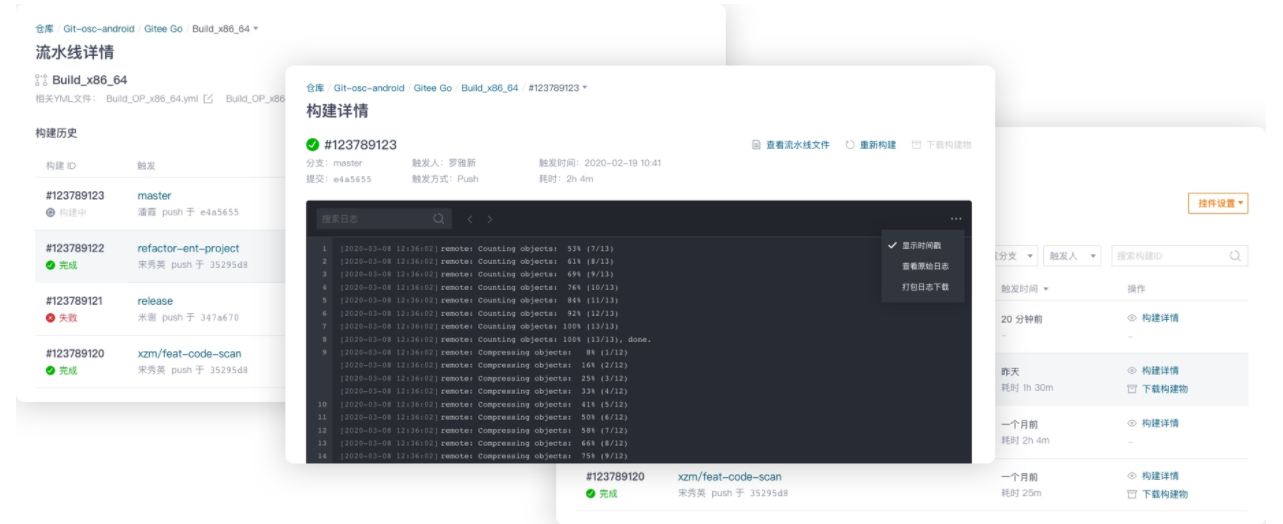 仓库 / Git-osc-android / Gitee Go / Build_x86_64
流水线详情
Build_x86_64
相关YML文件： Build_OP_x86_64.yml Build_OP_x86
构建历史
构建 ID 触发
#123789123 master
构建中 潘霞 push 于 e4a5655
#123789122 refactor-ent-project
完成 宋秀英 push 于 35295d8
#123789121 release
失败 米谢 push 于 347a670
#123789120 xzm/feat-code-scan
完成 宋秀英 push 于 35295d8
仓库 / Git-osc-android / Gitee Go / Build_x86_64 / #123789123
构建详情
#123789123
查看流水线文件 重新构建 下载构建物
分支： master 触发人： 罗雅新 触发时间： 2020-02-19 10:41
提交： e4a5655 触发方式： Push 耗时： 2h 4m
搜索日志
显示时间戳
查看原始日志
打包日志下载
1 [2020-03-08 12:36:02] remote: Counting objects: 53% (7/13)
2 [2020-03-08 12:36:02] remote: Counting objects: 61% (8/13)
3 [2020-03-08 12:36:02] remote: Counting objects: 69% (9/13)
4 [2020-03-08 12:36:02] remote: Counting objects: 76% (10/13)
5 [2020-03-08 12:36:02] remote: Counting objects: 84% (11/13)
6 [2020-03-08 12:36:02] remote: Counting objects: 92% (12/13)
7 [2020-03-08 12:36:02] remote: Counting objects: 100% (13/13)
8 [2020-03-08 12:36:02] remote: Counting objects: 100% (13/13), done.
9 [2020-03-08 12:36:02] remote: Compressing objects: 8% (1/12)
[2020-03-08 12:36:02] remote: Compressing objects: 16% (2/12)
[2020-03-08 12:36:02] remote: Compressing objects: 25% (3/12)
[2020-03-08 12:36:02] remote: Compressing objects: 33% (4/12)
10 [2020-03-08 12:36:02] remote: Compressing objects: 41% (5/12)
11 [2020-03-08 12:36:02] remote: Compressing objects: 50% (6/12)
12 [2020-03-08 12:36:02] remote: Compressing objects: 58% (7/12)
13 [2020-03-08 12:36:02] remote: Compressing objects: 66% (8/12)
14 [2020-03-08 12:36:02] remote: Compressing objects: 75% (9/12)
挂件设置
分支 触发人 搜索构建ID
触发时间 操作
20 分钟前 构建详情
昨天 构建详情
耗时 1h 30m 下载构建物
一个月前 构建详情
耗时 2h 4m
#123789120 xzm/feat-code-scan 一个月前 构建详情
完成 宋秀英 push 于 35295d8 耗时 25m 下载构建物